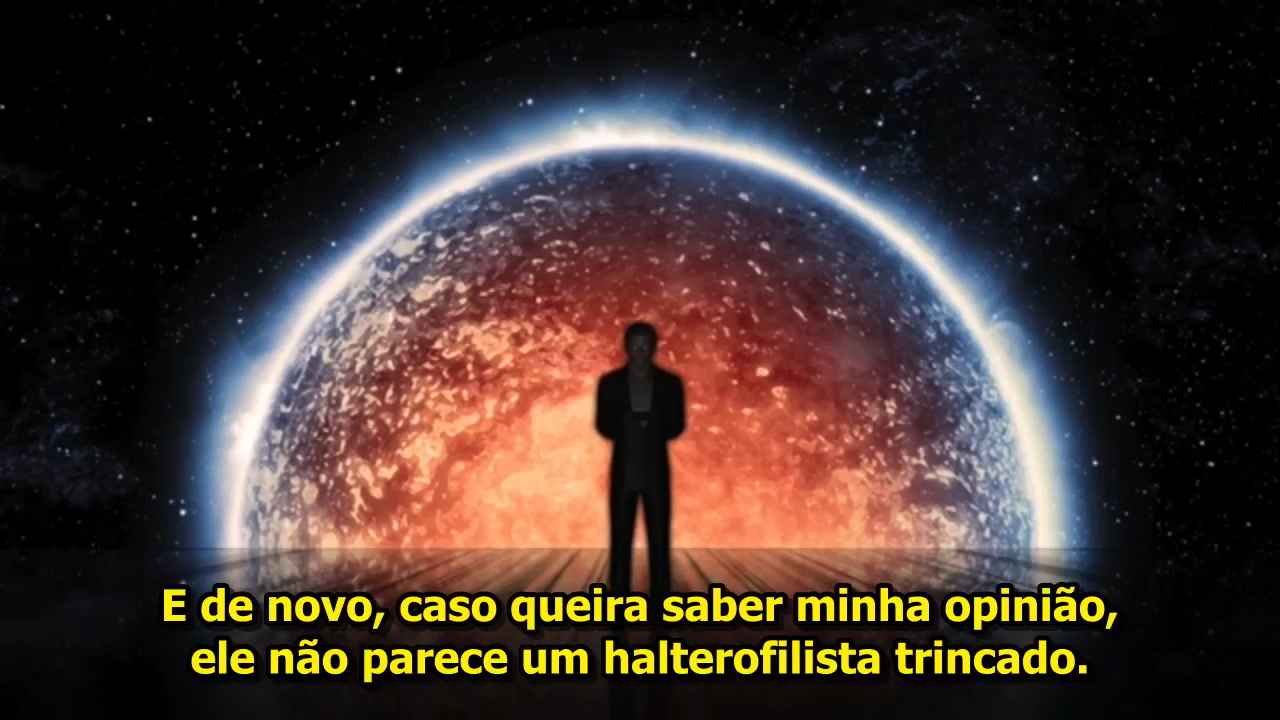 E de novo, caso queira saber minha opinião,
ele não parece um halterofilista trincado.